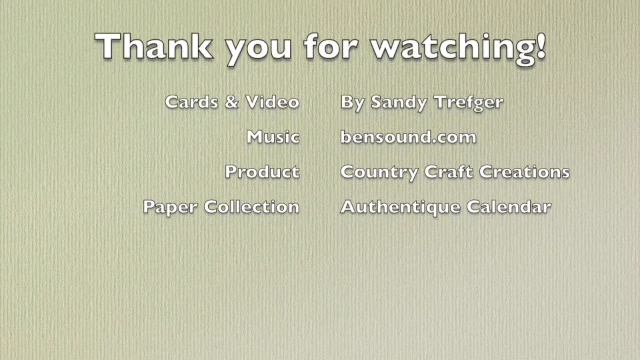 Thank you for watching!
Cards & Video By Sandy Trefger
Music bensound.com
Product Country Craft Creations
Paper Collection Authentique Calendar